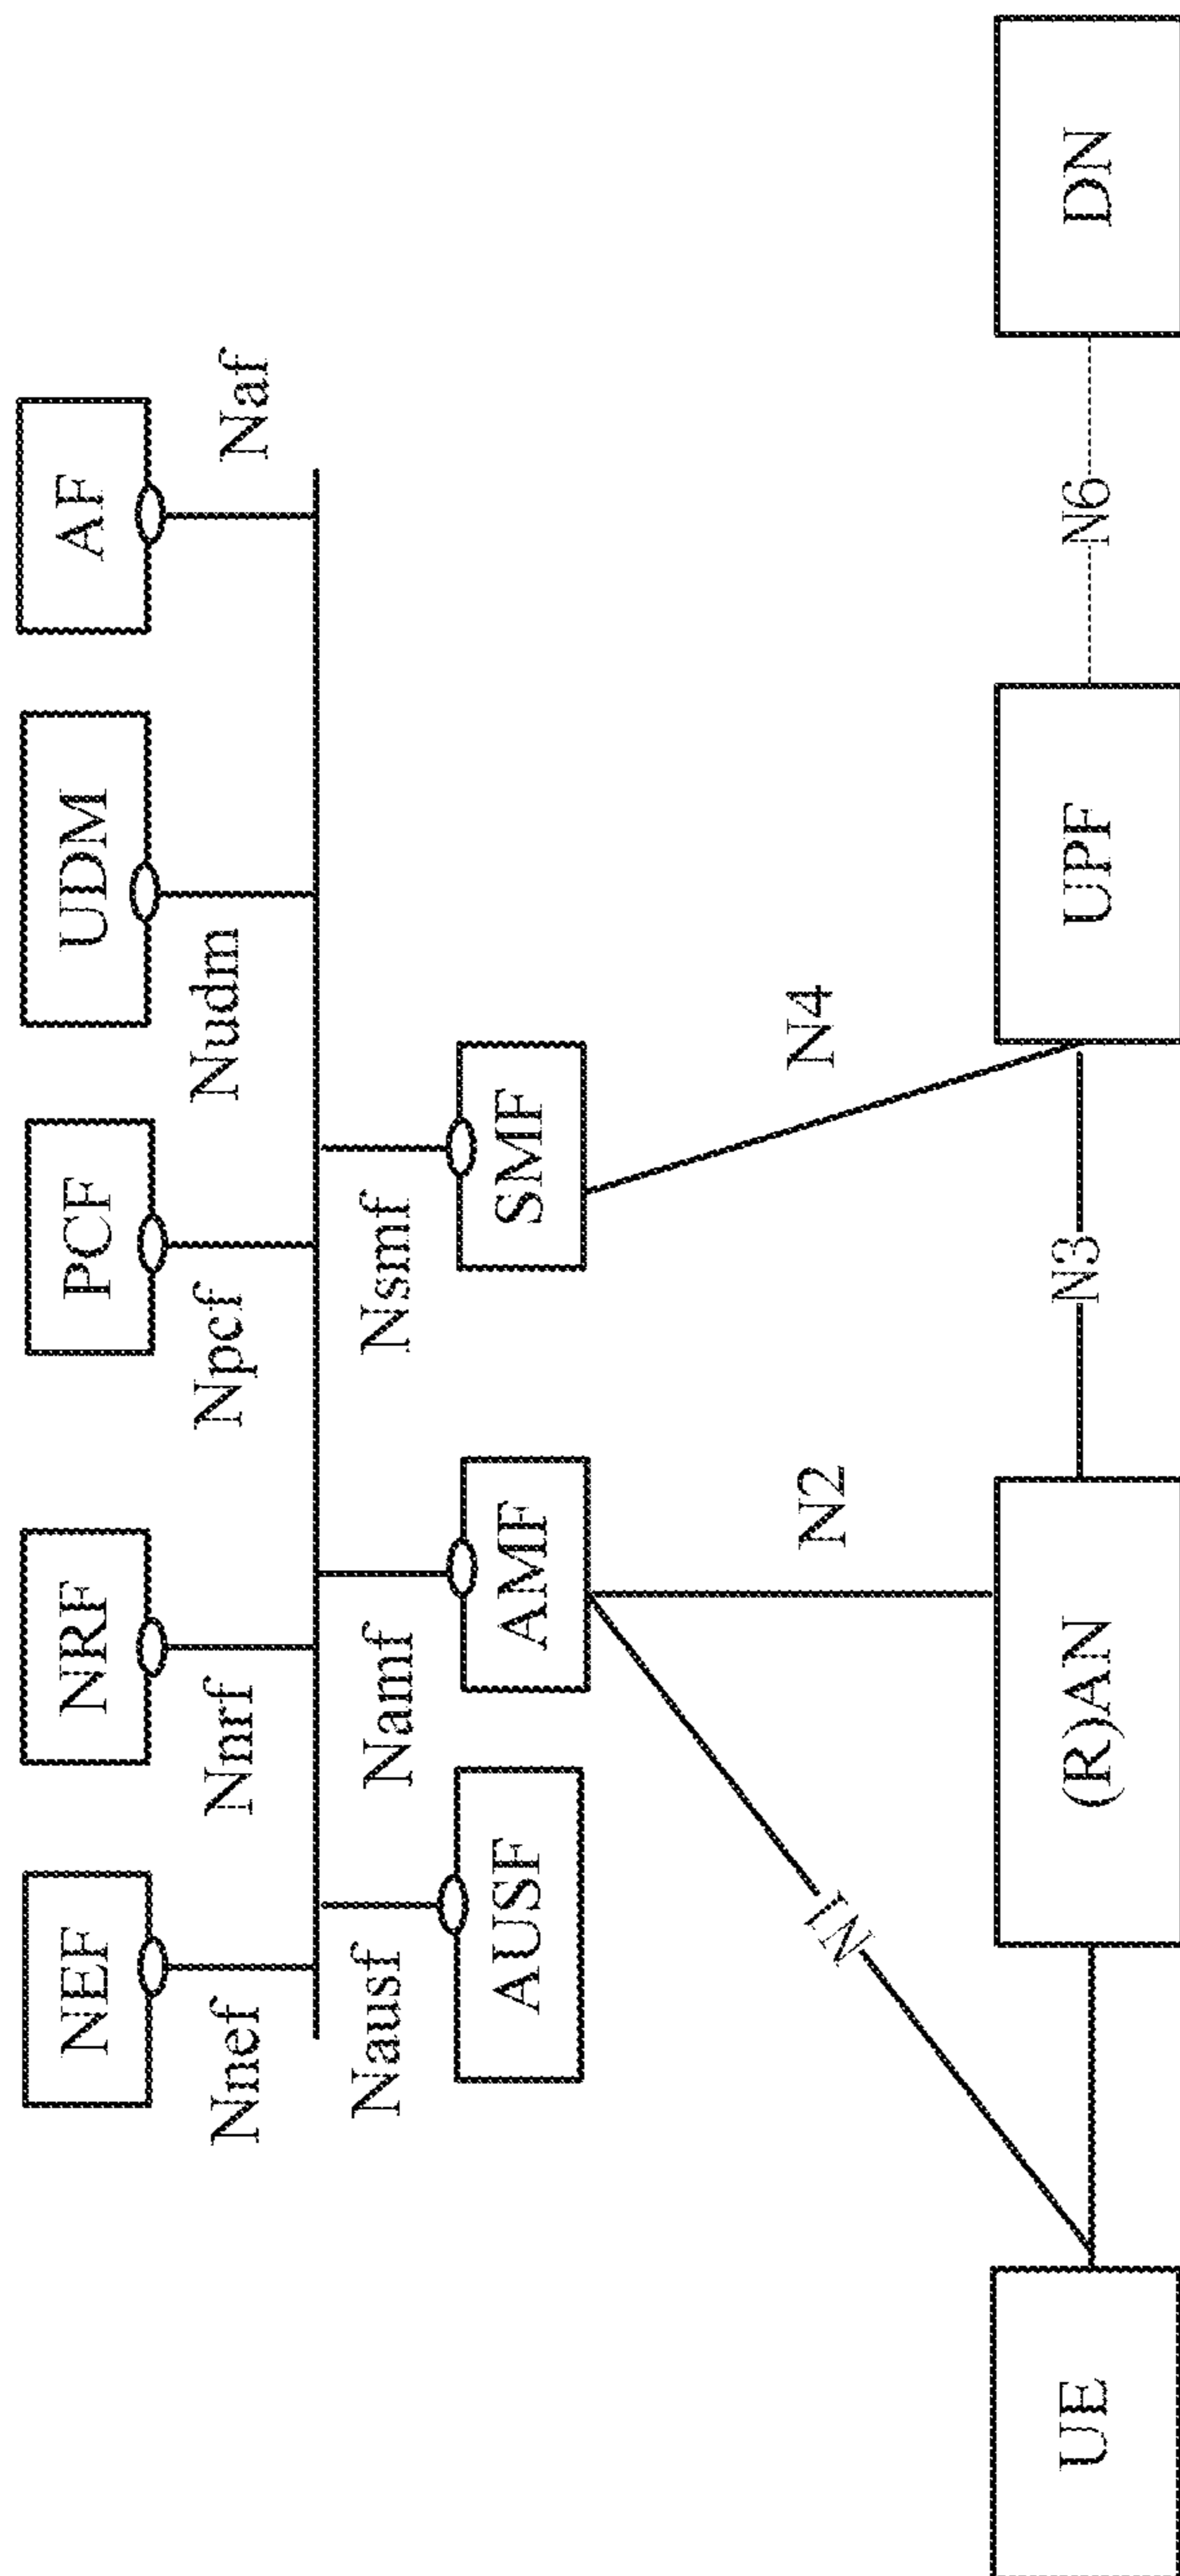 NEF
NRF
PCF
UDM
AF
Nnef
Nnrf
Npcf
Nudm
Naf
Nausf
Namf
Nsmf
AUSF
AMF
SMF
N1
N2
N4
UE
(R)AN
N3
UPF
N6
DN